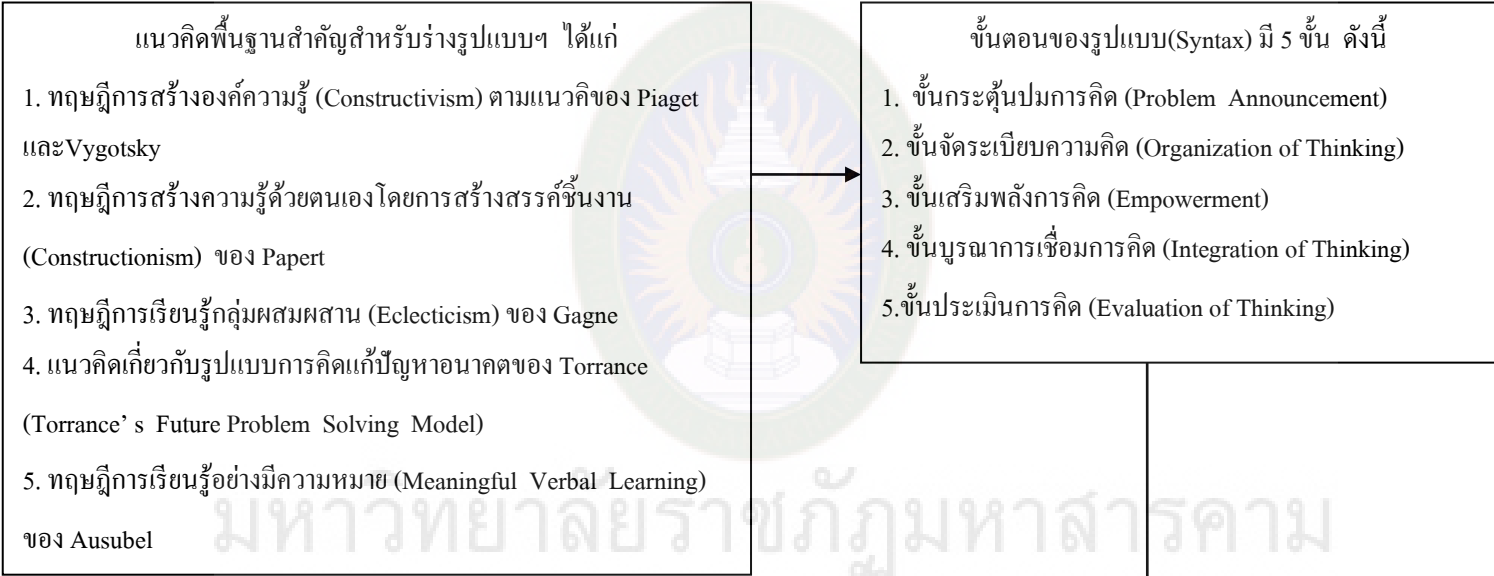 แนวคิดพื้นฐานสำคัญสำหรับร่างรูปแบบฯ ได้แก่
1. ทฤษฎีการสร้างองค์ความรู้ (Constructivism) ตามแนวคิของ Piaget
และVygotsky
2. ทฤษฎีการสร้างความรู้ด้วยตนเองโดยการสร้างสรรค์ชิ้นงาน
(Constructionism) ของ Papert
3. ทฤษฎีการเรียนรู้กลุ่มผสมผสาน (Eclecticism) ของ Gagne
4. แนวคิดเกี่ยวกับรูปแบบการคิดแก้ปัญหาอนาคตของ Torrance
(Torrance’ s Future Problem Solving Model)
5. ทฤษฎีการเรียนรู้อย่างมีความหมาย (Meaningful Verbal Learning)
ของ Ausubel
ขั้นตอนของรูปแบบ(Syntax) มี 5 ขั้น ดังนี้
1. ขั้นกระตุ้นปมการคิด (Problem Announcement)
2. ขั้นจัดระเบียบความคิด (Organization of Thinking)
3. ขั้นเสริมพลังการคิด (Empowerment)
4. ขั้นบูรณาการเชื่อมการคิด (Integration of Thinking)
5.ขั้นประเมินการคิด (Evaluation of Thinking)
มหาวิทยาลัยราชภัฏมหาสารคาม